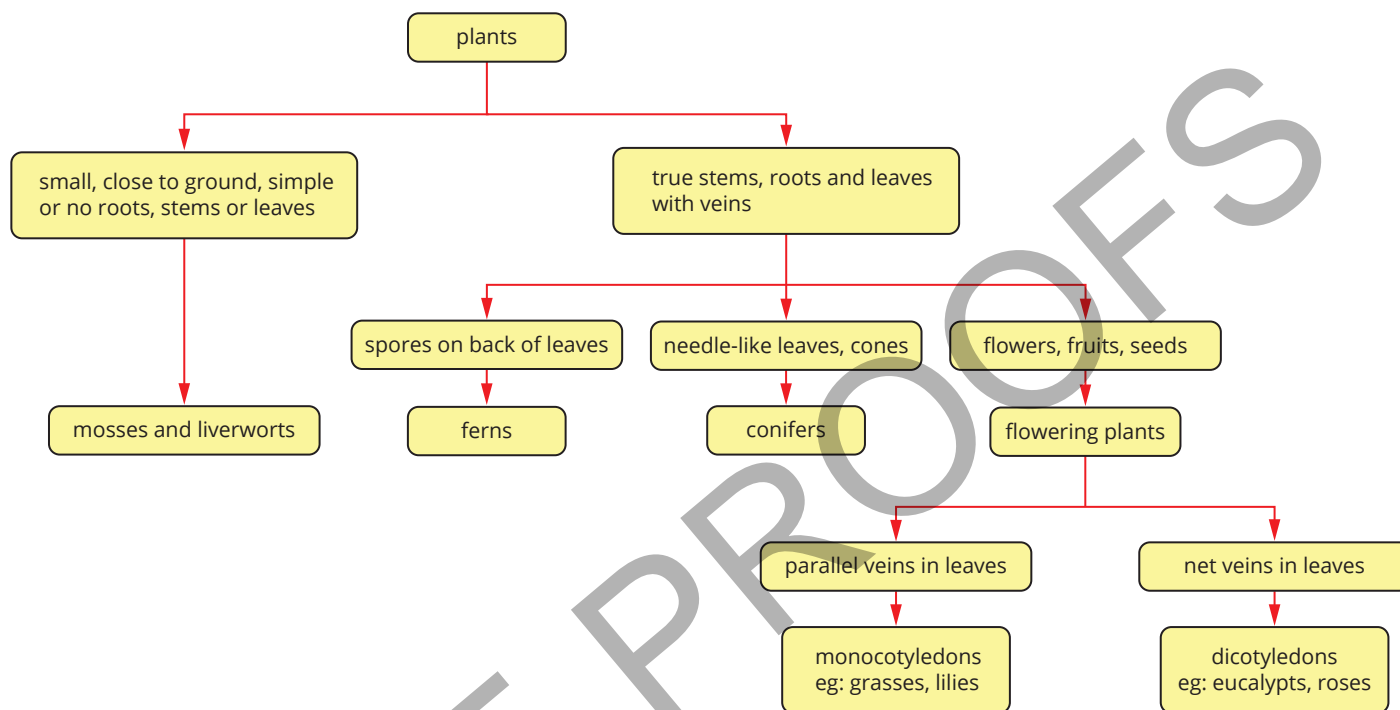 plants
small, close to ground, simple
or no roots, stems or leaves
true stems, roots and leaves
with veins
spores on back of leaves
needle-like leaves, cones
flowers, fruits, seeds
mosses and liverworts
ferns
conifers
flowering plants
parallel veins in leaves
net veins in leaves
monocotyledons
eg: grasses, lilies
dicotyledons
eg: eucalypts, roses
PROOFS